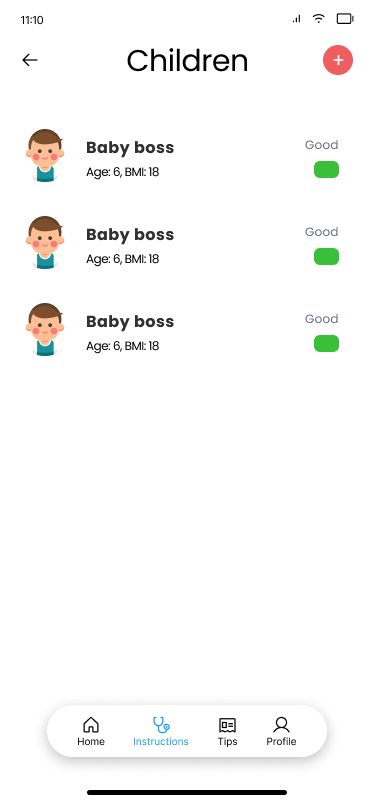 11:10
Children
Baby boss
Good
Age: 6, BMI: 18
Baby boss
Good
Age: 6, BMI: 18
Baby boss
Good
Age: 6, BMI: 18
Home Instructions Tips Profile